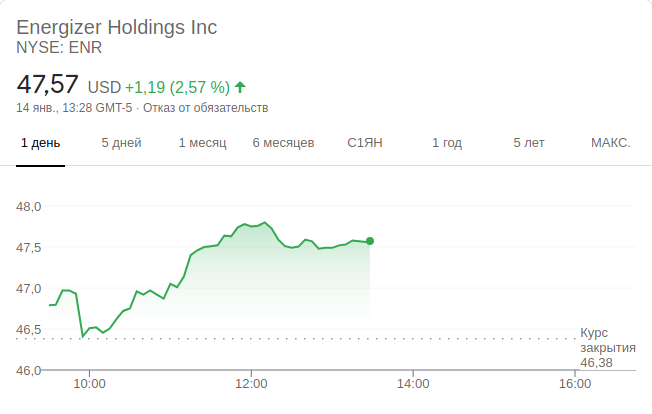 Energizer Holdings Inc
NYSE: ENR
47,57 USD +1,19 (2,57 %)
14 янв., 13:28 GMT-5 · Отказ от обязательств
1 день 5 дней 1 месяц 6 месяцев С1ЯН 1 год 5 лет МАКС.
48,0
47,5
47,0
46,5
46,0
Курс
закрытия
46,38
10:00 12:00 14:00 16:00